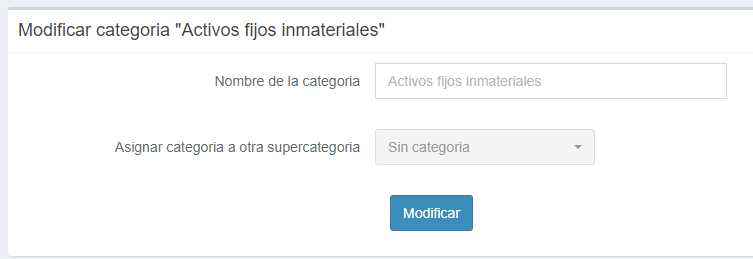 Modificar categoria "Activos fijos inmateriales"
Nombre de la categoria
Activos fijos inmateriales
Asignar categoria a otra supercategoria
Sin categoria
Modificar